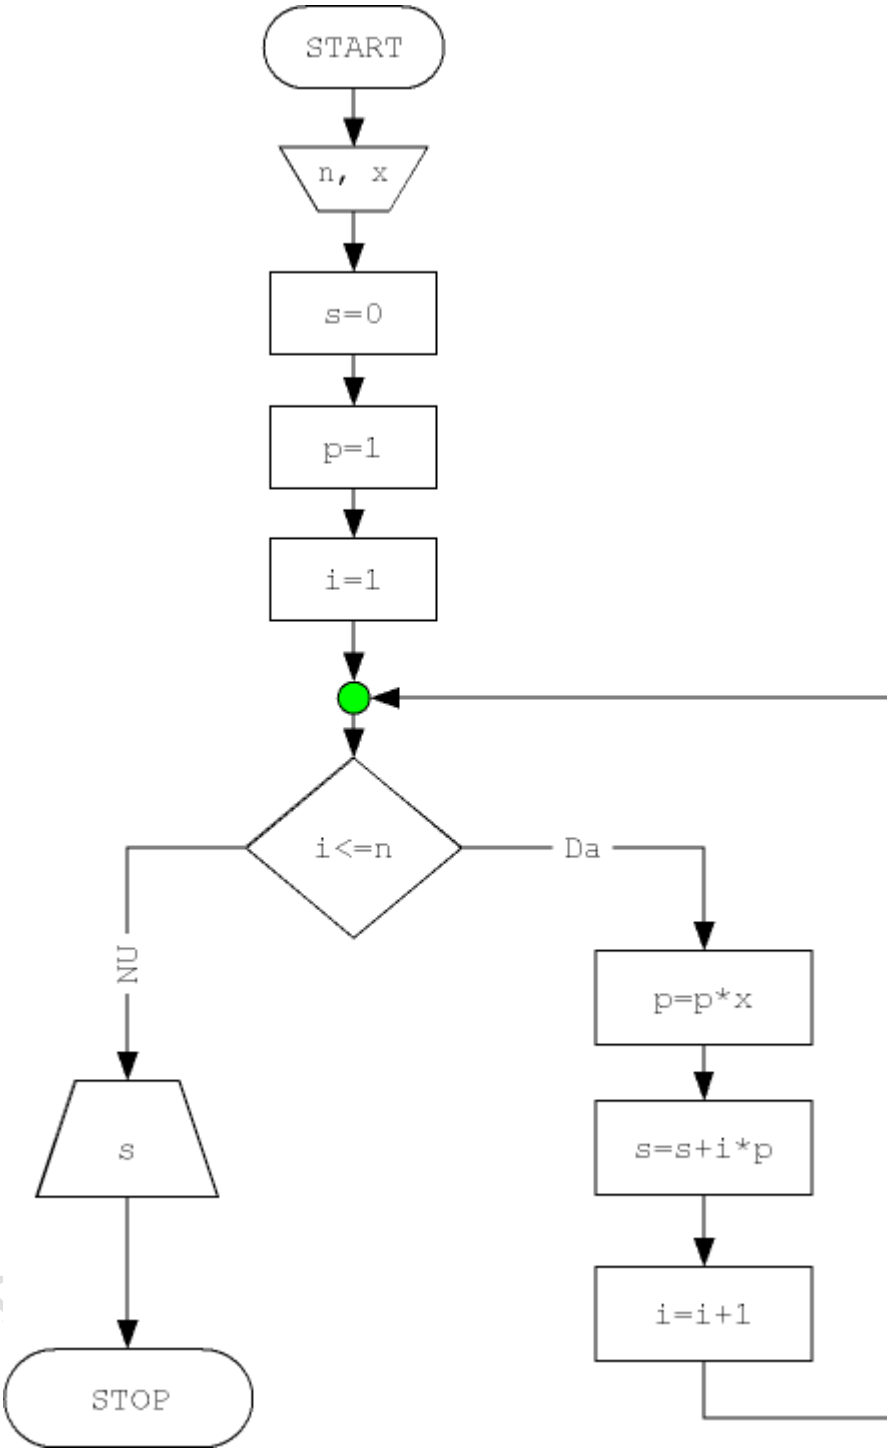 START
n, x
s=0
p=1
i=1
i<=n
Da
NU
p=p*x
s=s+i*p
s
i=i+1
STOP